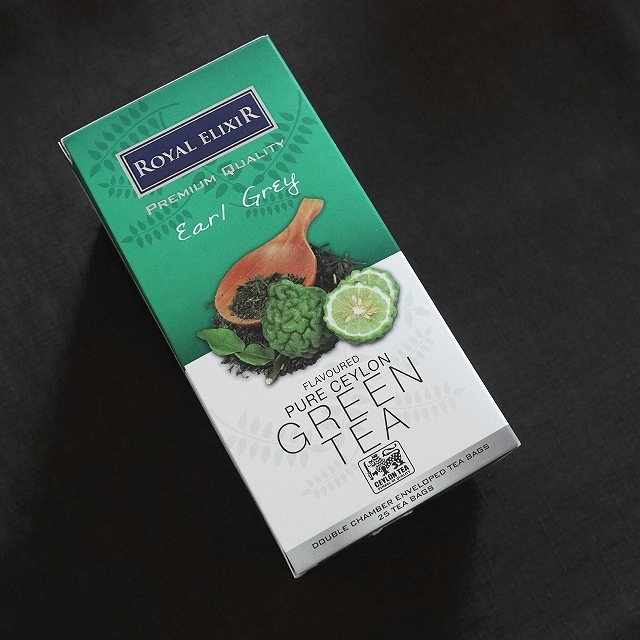 ROYAL ELIXIR
PREMIUM QUALITY
Earl Grey
FLAVOURED
PURE CEYLON
GREEN
TEA
CEYLON TEA
DOUBLE CHAMBER ENVELOPED TEA BAGS
25 TEA BAGS